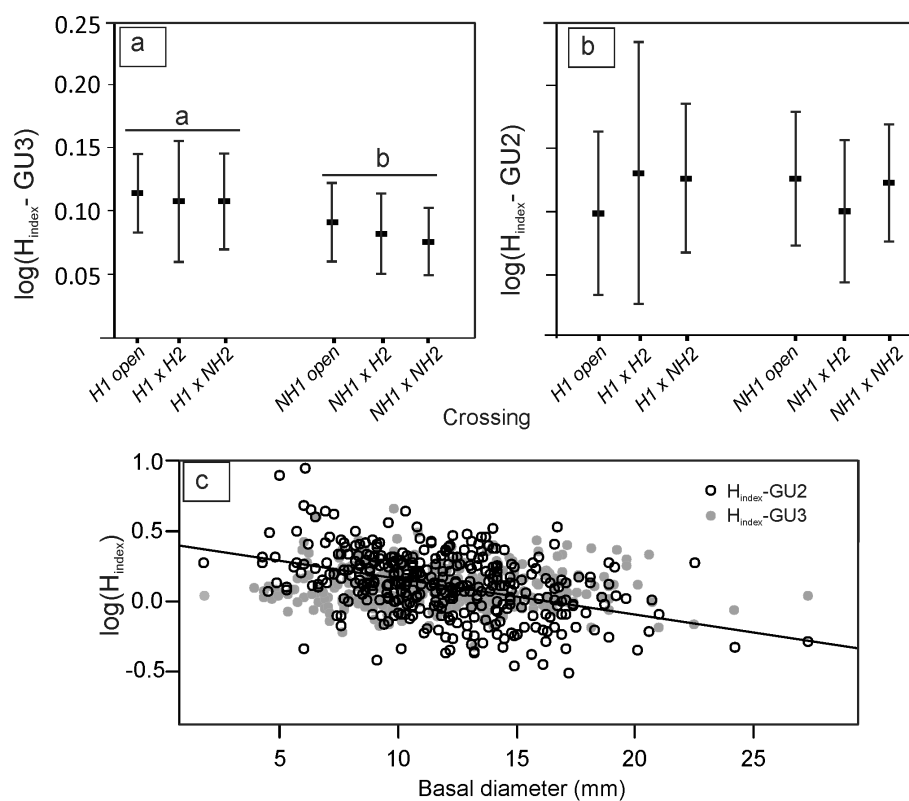 a
log(Hindex- GU3)
0.25
0.20
0.15
0.10
0.05
a
b
H1 open
H1 x H2
H1 x NH2
NH1 open
NH1 x H2
NH1 x NH2
b
log(Hindex- GU2)
H1 open
H1 x H2
H1 x NH2
NH1 open
NH1 x H2
NH1 x NH2
Crossing
c
log(Hindex)
1.0
0.5
0.0
-0.5
Hindex-GU2
Hindex-GU3
5
10
15
20
25
Basal diameter (mm)